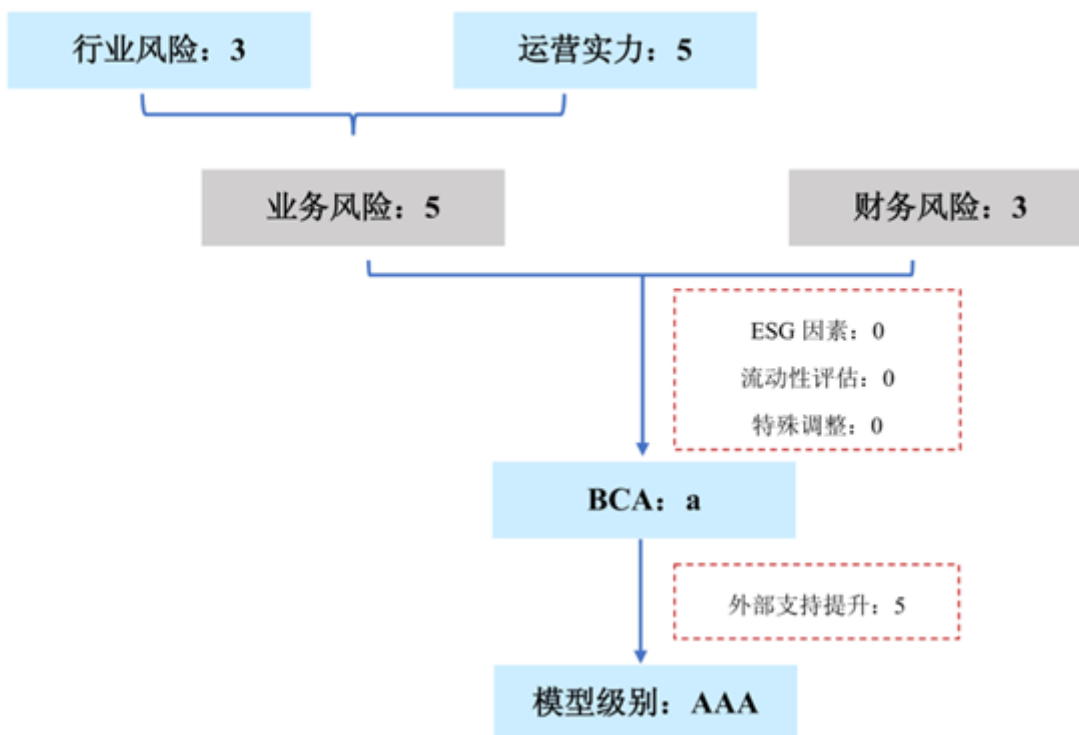 行业风险：3
运营实力：5
业务风险：5
财务风险：3
ESG 因素：0
流动性评估：0
特殊调整：0
BCA：a
外部支持提升：5
模型级别：AAA